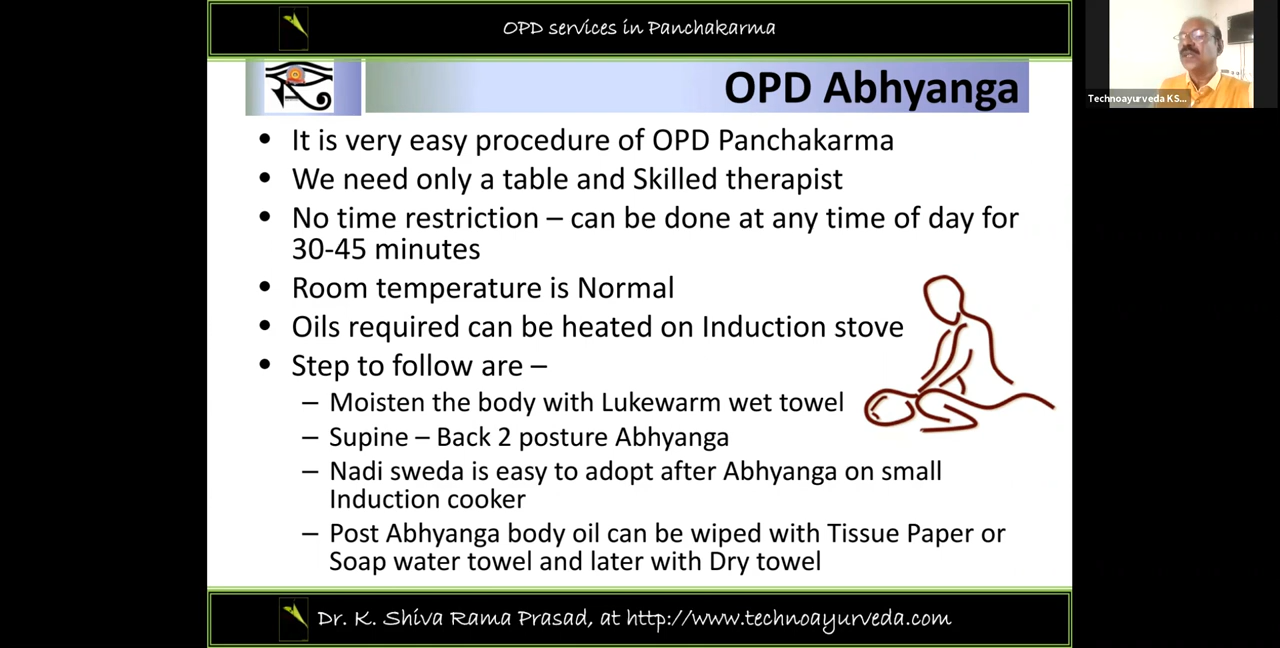 OPD services in Panchakarma
OPD Abhyanga
Technoayurveda KS...
• It is very easy procedure of OPD Panchakarma
• We need only a table and Skilled therapist
• No time restriction – can be done at any time of day for
30-45 minutes
• Room temperature is Normal
• Oils required can be heated on Induction stove
• Step to follow are –
– Moisten the body with Lukewarm wet towel
– Supine – Back 2 posture Abhyanga
– Nadi sweda is easy to adopt after Abhyanga on small
Induction cooker
– Post Abhyanga body oil can be wiped with Tissue Paper or
Soap water towel and later with Dry towel
Dr. K. Shiva Rama Prasad, at http://www.technoayurveda.com